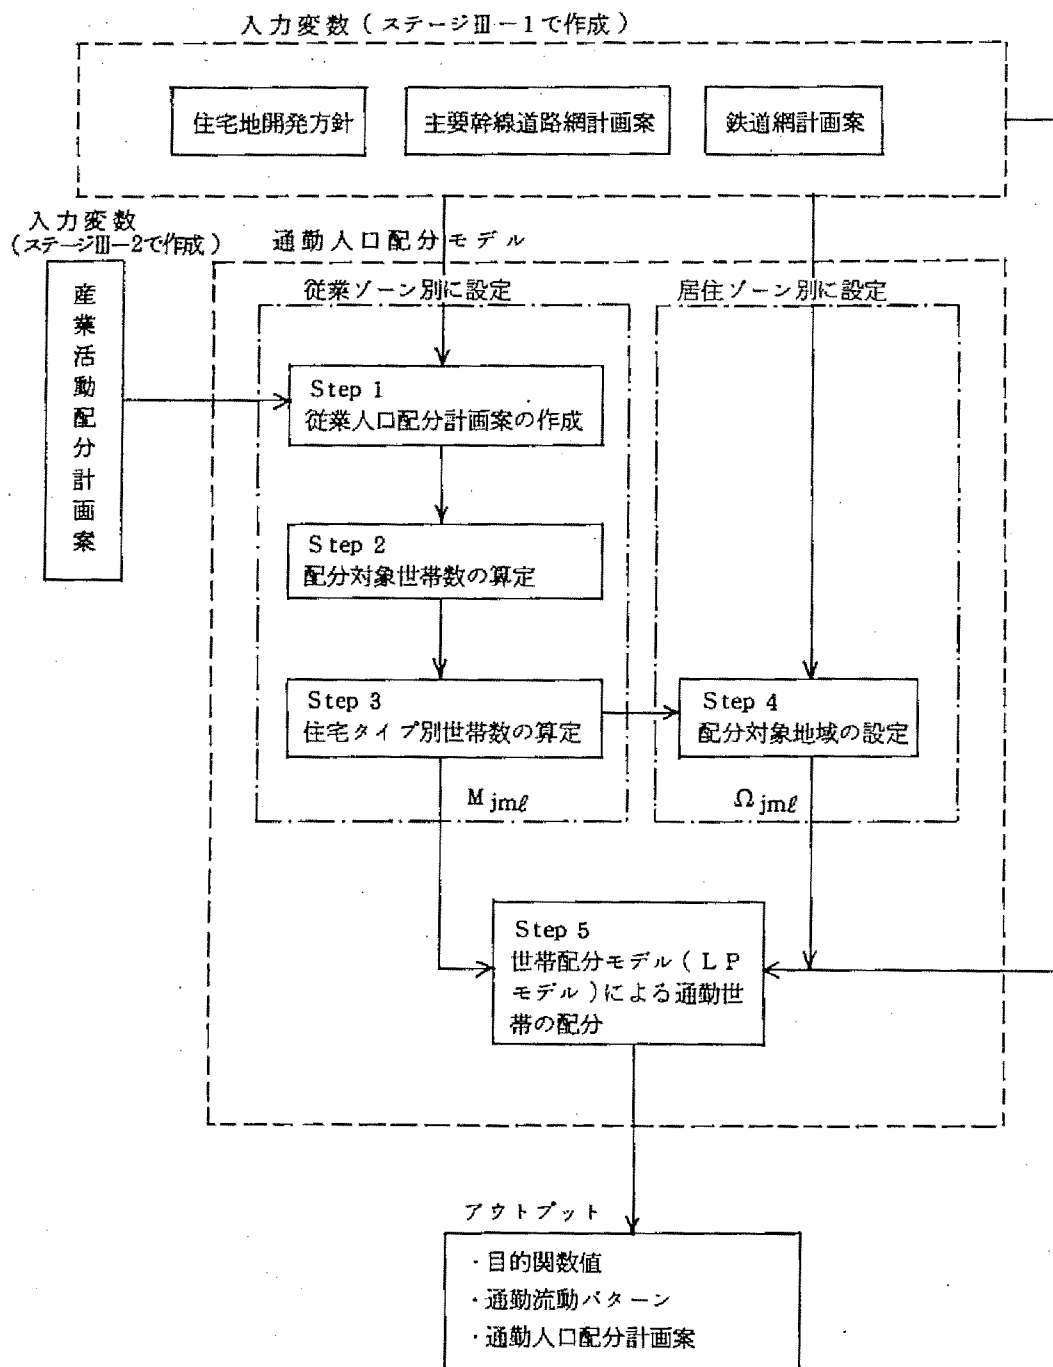 入力変数(ステージⅢ－1で作成)
住宅地開発方針
主要幹線道路網計画案
鉄道網計画案
入力変数
(ステージⅢ－2で作成)
産業活動配分計画案
通勤人口配分モデル
従業ゾーン別に設定
居住ゾーン別に設定
Step 1
従業人口配分計画案の作成
Step 2
配分対象世帯数の算定
Step 3
住宅タイプ別世帯数の算定
Step 4
配分対象地域の設定
Mjmℓ
Ωjmℓ
Step 5
世帯配分モデル(LP
モデル)による通勤世
帯の配分
アウトプット
・目的関数値
・通勤流動パターン
・通勤人口配分計画案